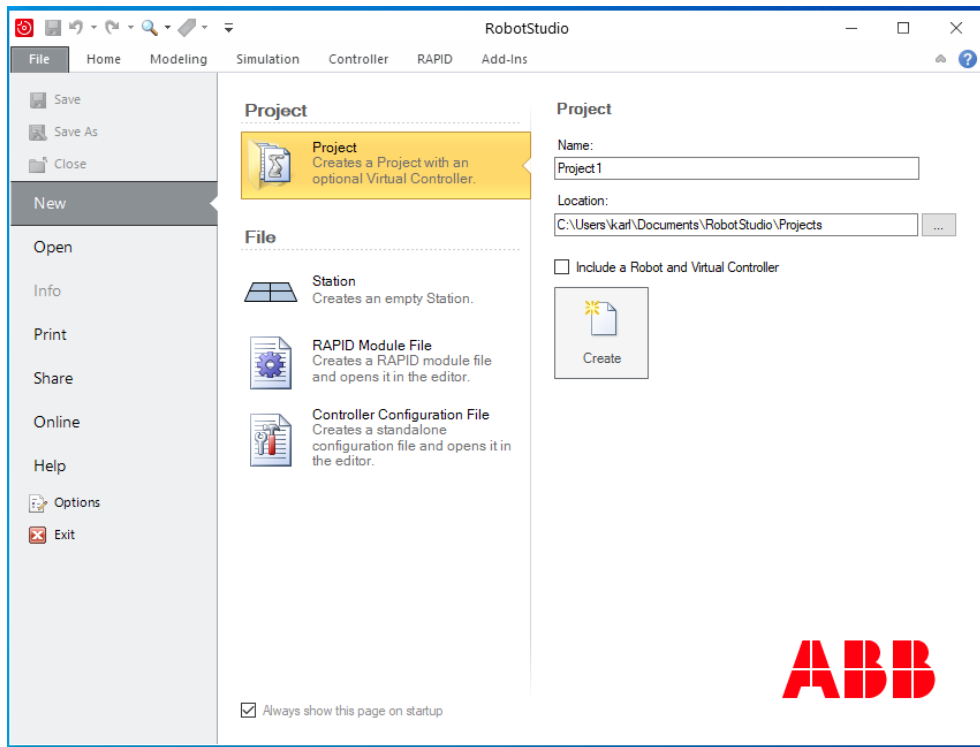 RobotStudio
File Home Modeling Simulation Controller RAPID Add-Ins
Save
Save As
Close
New
Open
Info
Print
Share
Online
Help
Options
Exit
Project
Project
Creates a Project with an
optional Virtual Controller.
File
Station
Creates an empty Station.
RAPID Module File
Creates a RAPID module file
and opens it in the editor.
Controller Configuration File
Creates a standalone
configuration file and opens it in
the editor.
Always show this page on startup
Project
Name:
Project1
Location:
C:\Users\karl\Documents\RobotStudio\Projects
...
Include a Robot and Virtual Controller
Create
ABB